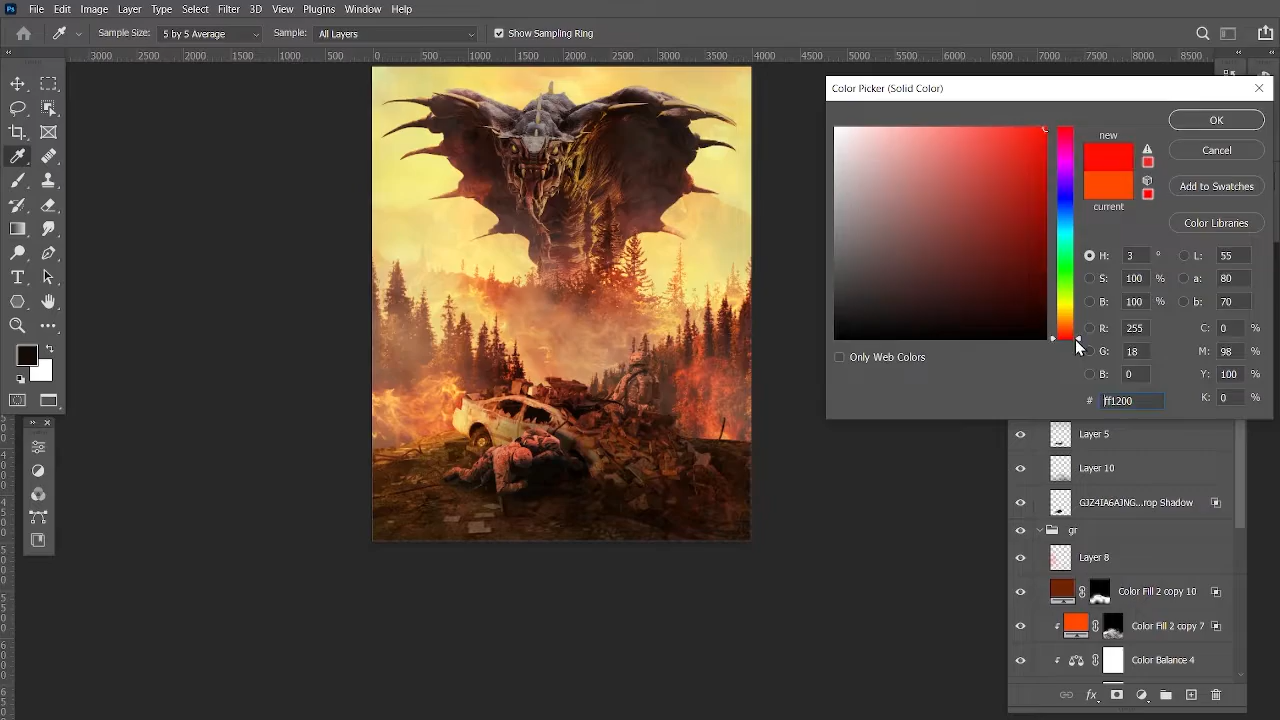 Ps File Edit Image Layer Type Select Filter 3D View Plugins Window Help
Sample Size: 5 by 5 Average Sample: All Layers Show Sampling Ring
3000 2500 2000 1500 1000 500 0 500 1000 1500 2000 2500 3000 3500 4000 4500 5000 5500 6000 6500 7000 7500 8000 8500
Color Picker (Solid Color)
new
current
OK
Cancel
Add to Swatches
Color Libraries
H: 3 ° L: 55
S: 100 % a: 80
B: 100 % b: 70
R: 255 C: 0 %
G: 18 M: 98 %
B: 0 Y: 100 %
# ff1200 K: 0 %
Only Web Colors
Layer 5
Layer 10
GJZ4IA6AJNG...rop Shadow
gr
Layer 8
Color Fill 2 copy 10
Color Fill 2 copy 7
Color Balance 4
fx